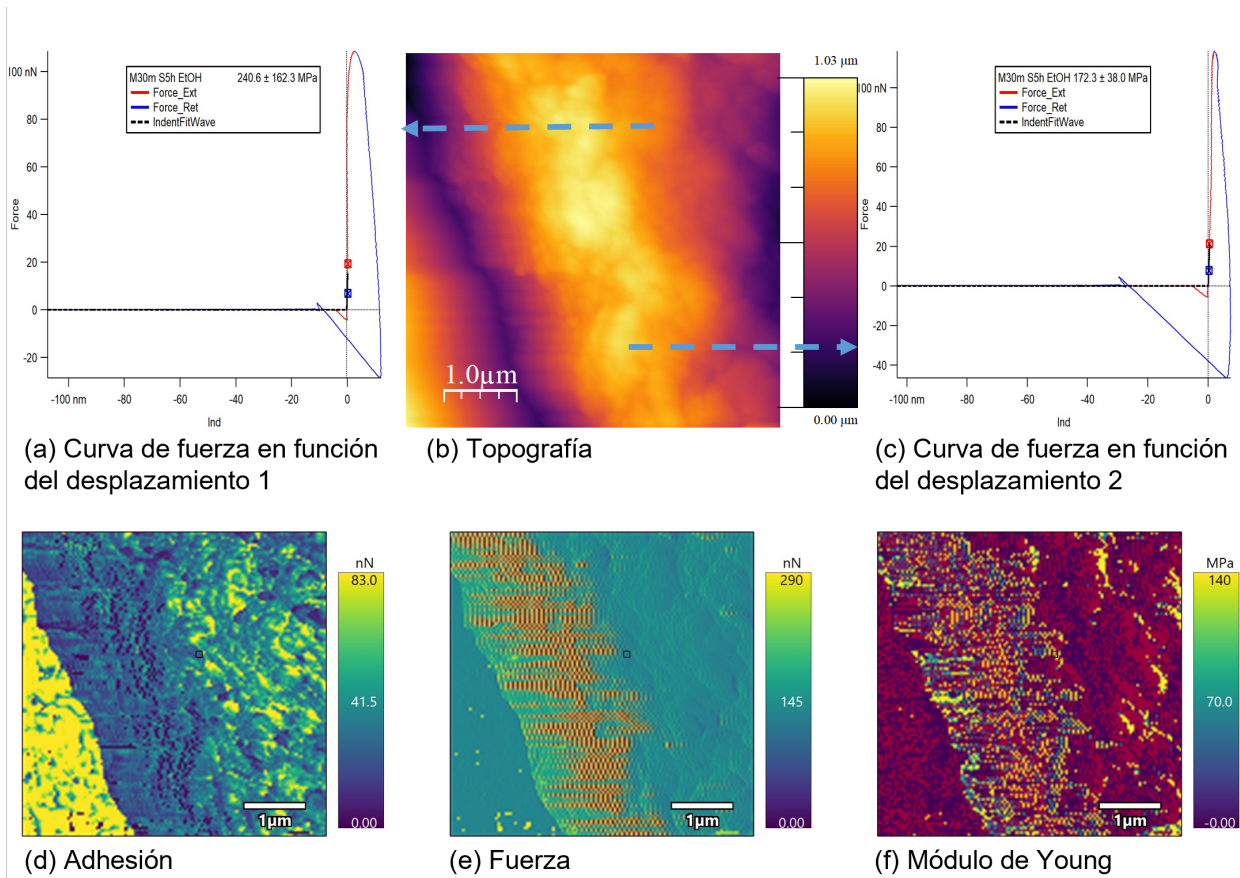 100 nN
M30m S5h EtOH 240.6 ± 162.3 MPa
Force_Ext
Force_Ret
IndentFitWave
80
60
40
20
0
-20
Force
-100 nm -80 -60 -40 -20 0
Ind
(a) Curva de fuerza en función
del desplazamiento 1
1.03 µm
0.00 µm
1.0µm
(b) Topografía
100 nN
M30m S5h EtOH 172.3 ± 38.0 MPa
Force_Ext
Force_Ret
IndentFitWave
80
60
40
20
0
-20
-40
Force
-100 nm -80 -60 -40 -20 0
Ind
(c) Curva de fuerza en función
del desplazamiento 2
nN
83.0
41.5
0.00
1µm
(d) Adhesión
nN
290
145
0.00
1µm
(e) Fuerza
MPa
140
70.0
-0.00
1µm
(f) Módulo de Young